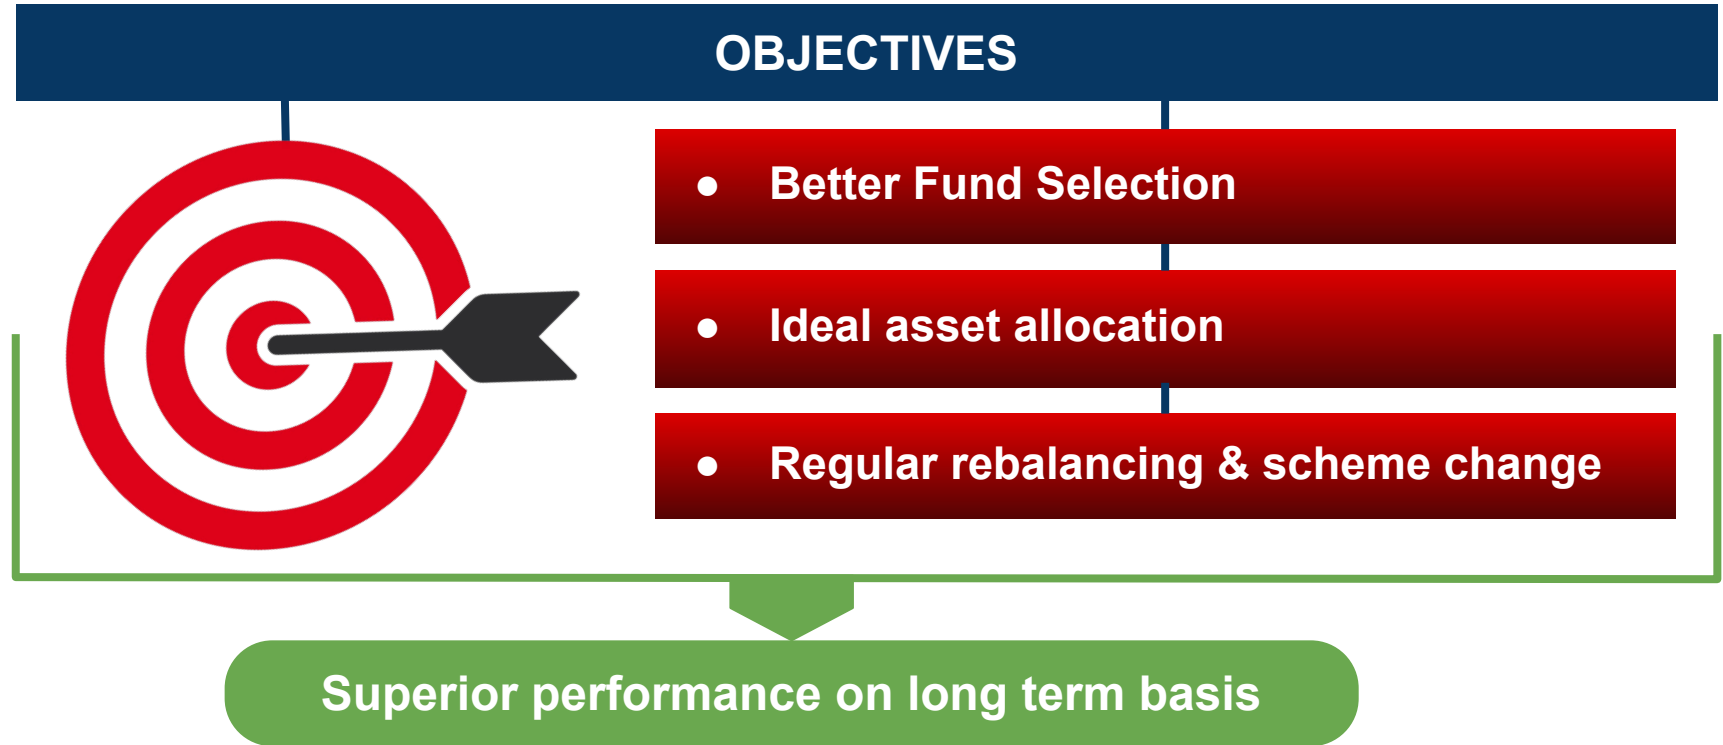 OBJECTIVES
● Better Fund Selection
● Ideal asset allocation
● Regular rebalancing & scheme change
Superior performance on long term basis